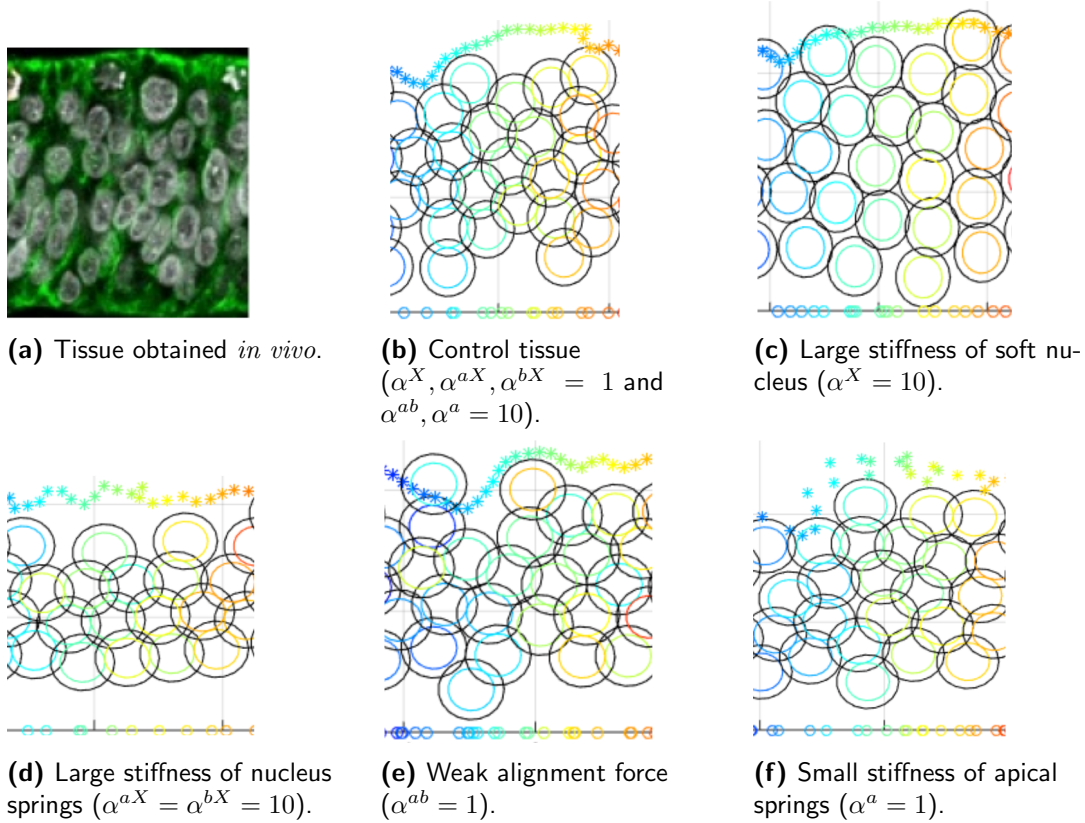 (a) Tissue obtained in vivo.
(b) Control tissue
(α^X, α^{aX}, α^{bX} = 1 and
α^{ab}, α^a = 10).
(c) Large stiffness of soft nu-
cleus (α^X = 10).
(d) Large stiffness of nucleus
springs (α^{aX} = α^{bX} = 10).
(e) Weak alignment force
(α^{ab} = 1).
(f) Small stiffness of apical
springs (α^a = 1).